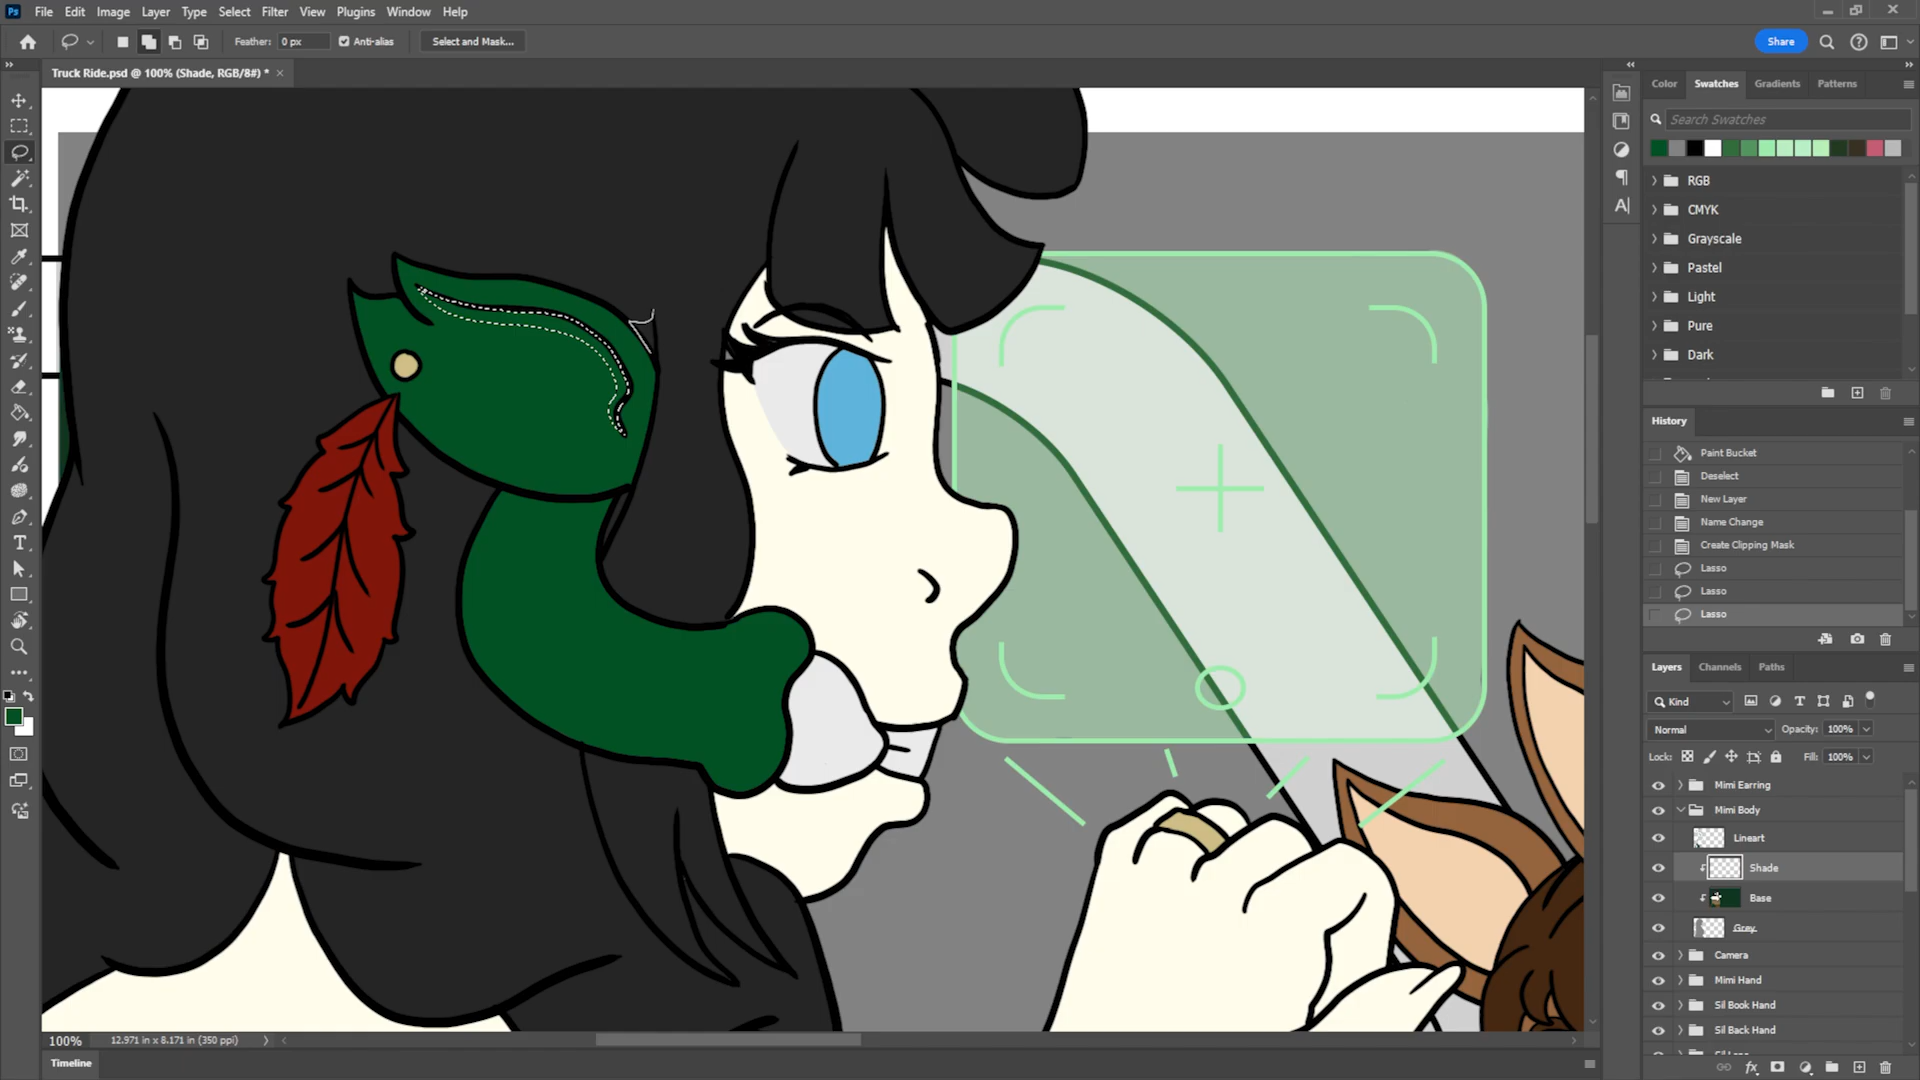 Ps File Edit Image Layer Type Select Filter View Plugins Window Help
Feather: 0 px Anti-alias Select and Mask... Share
Truck Ride.psd @ 100% (Shade, RGB/8#) * ×
Color Swatches Gradients Patterns
Search Swatches
RGB
CMYK
Grayscale
Pastel
Light
Pure
Dark
History
Paint Bucket
Deselect
New Layer
Name Change
Create Clipping Mask
Lasso
Lasso
Lasso
Layers Channels Paths
Kind
Normal Opacity: 100%
Lock: Fill: 100%
Mimi Earring
Mimi Body
Lineart
Shade
Base
Grey
Camera
Mimi Hand
Sil Book Hand
Sil Back Hand
100% 12.971 in x 8.171 in (350 ppi)
Timeline